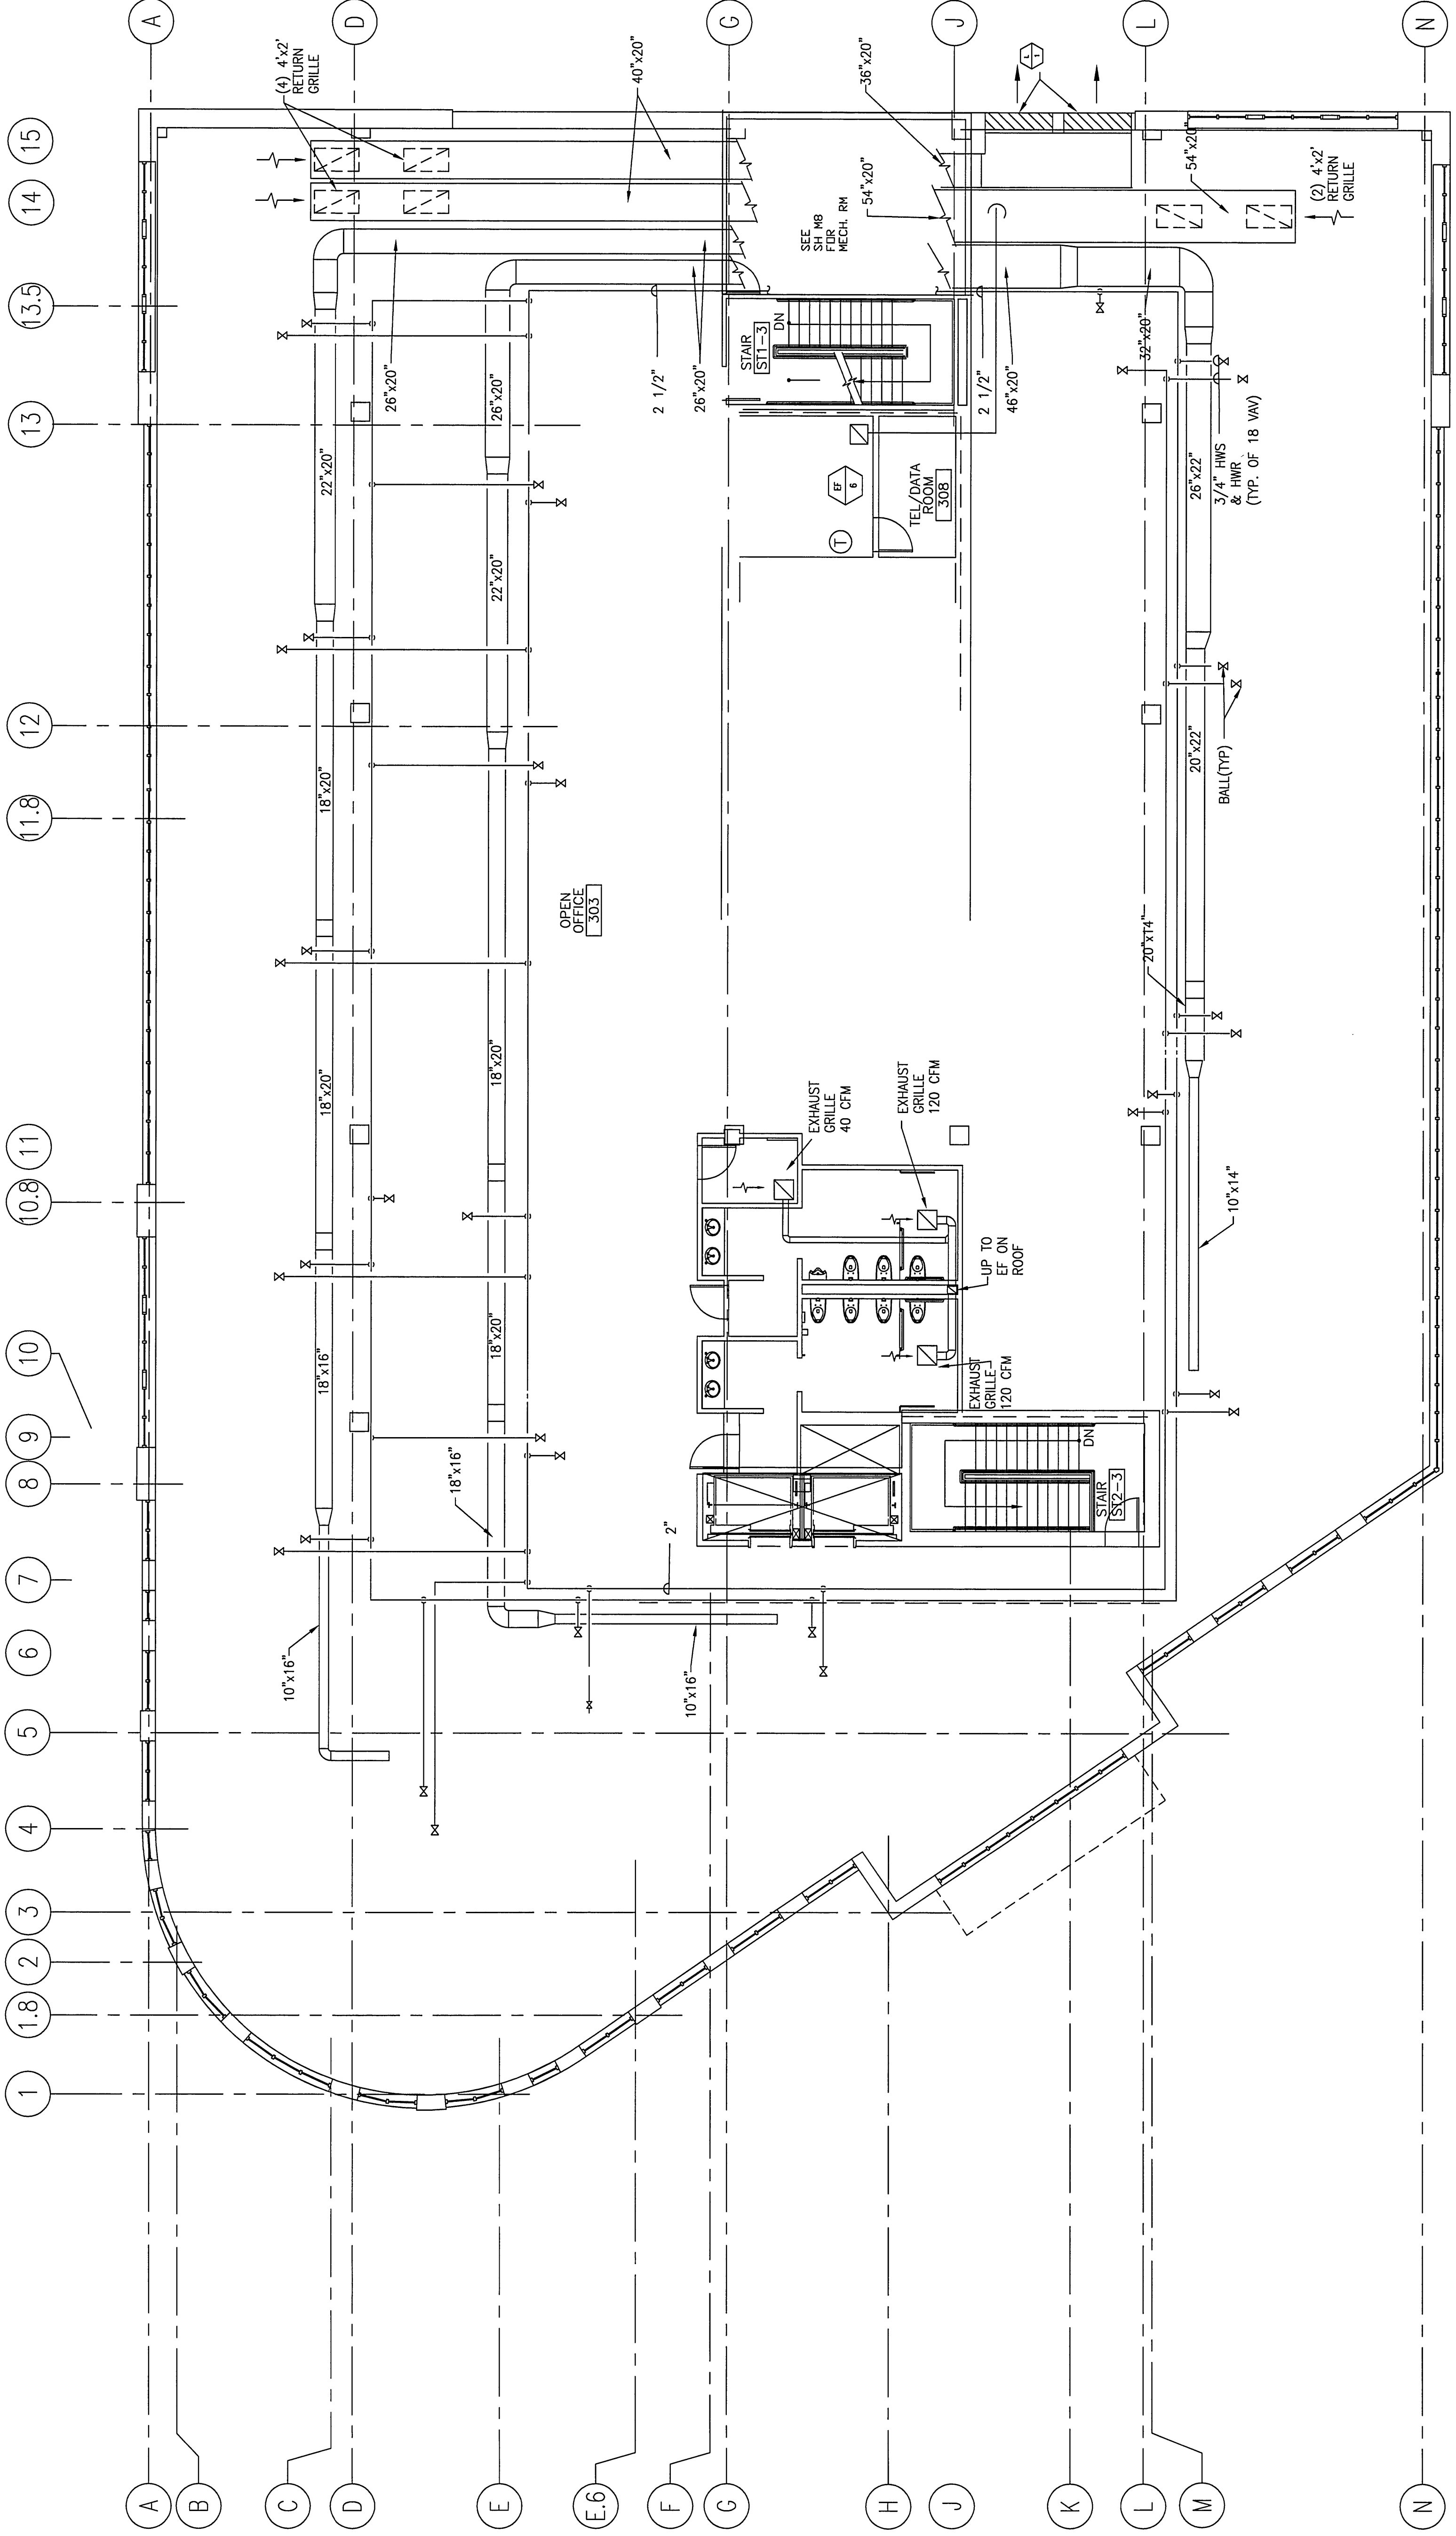 A
D
G
J
L
N
15
14
13.5
13
12
11.8
11
10.8
10
9
8
7
6
5
4
3
2
1.8
1
(4) 4'x2'
RETURN
GRILLE
40"x20"
36"x20"
L
1
54"x20"
54"x20"
(2) 4'x2'
RETURN
GRILLE
SEE
SH M8
FOR
MECH. RM
26"x20"
26"x20"
2 1/2"
26"x20"
STAIR
ST1-3
DN
2 1/2"
46"x20"
32"x20"
22"x20"
22"x20"
EF
6
T
TEL/DATA
ROOM
308
26"x22"
3/4" HWS
& HWR
(TYP. OF 18 VAV)
18"x20"
20"x22"
BALL(TYP)
OPEN
OFFICE
303
20"x14"
18"x20"
18"x20"
EXHAUST
GRILLE
40 CFM
EXHAUST
GRILLE
120 CFM
10"x14"
UP TO
EF ON
ROOF
18"x16"
18"x20"
EXHAUST
GRILLE
120 CFM
18"x16"
2"
DN
STAIR
ST2-3
10"x16"
10"x16"
A
B
C
D
E
E.6
F
G
H
J
K
L
M
N